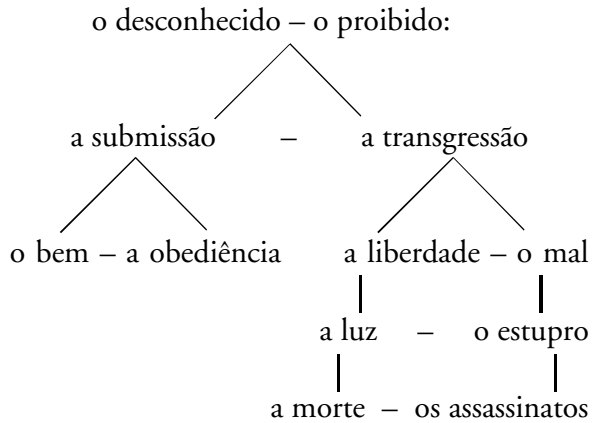 o desconhecido – o proibido:
a submissão – a transgressão
o bem – a obediência a liberdade – o mal
a luz – o estupro
a morte – os assassinatos